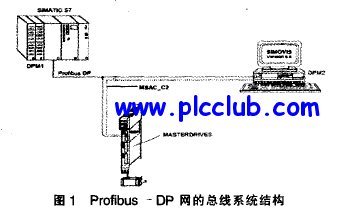 SIMATIC S7
SIMOVIS
DPM1
DPM2
Profibus DP
MSAC_C2
www.plcclub.com
MASTERDRIVES
图 1 Profibus - DP 网的总线系统结构